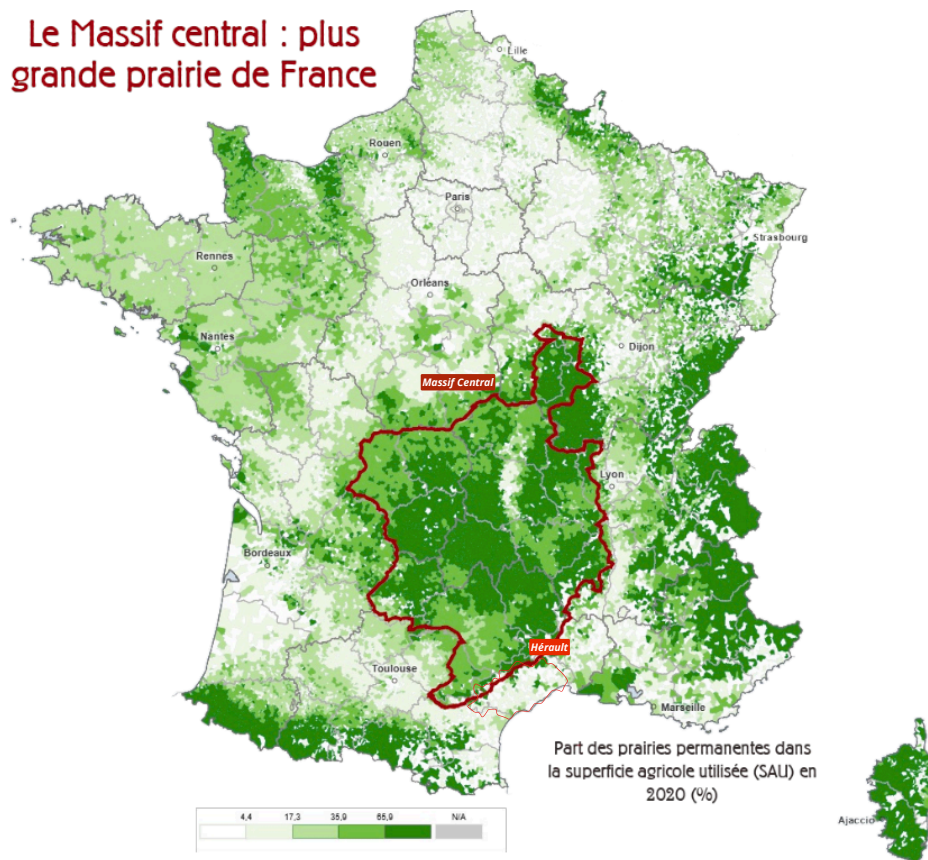 Le Massif central : plus
grande prairie de France
Lille
Rouen
Paris
Strasbourg
Rennes
Orléans
Nantes
Dijon
Massif Central
Lyon
Bordeaux
Hérault
Toulouse
Marseille
Part des prairies permanentes dans
la superficie agricole utilisée (SAU) en
2020 (%)
4,4 17,3 35,9 65,9 N/A
Ajaccio